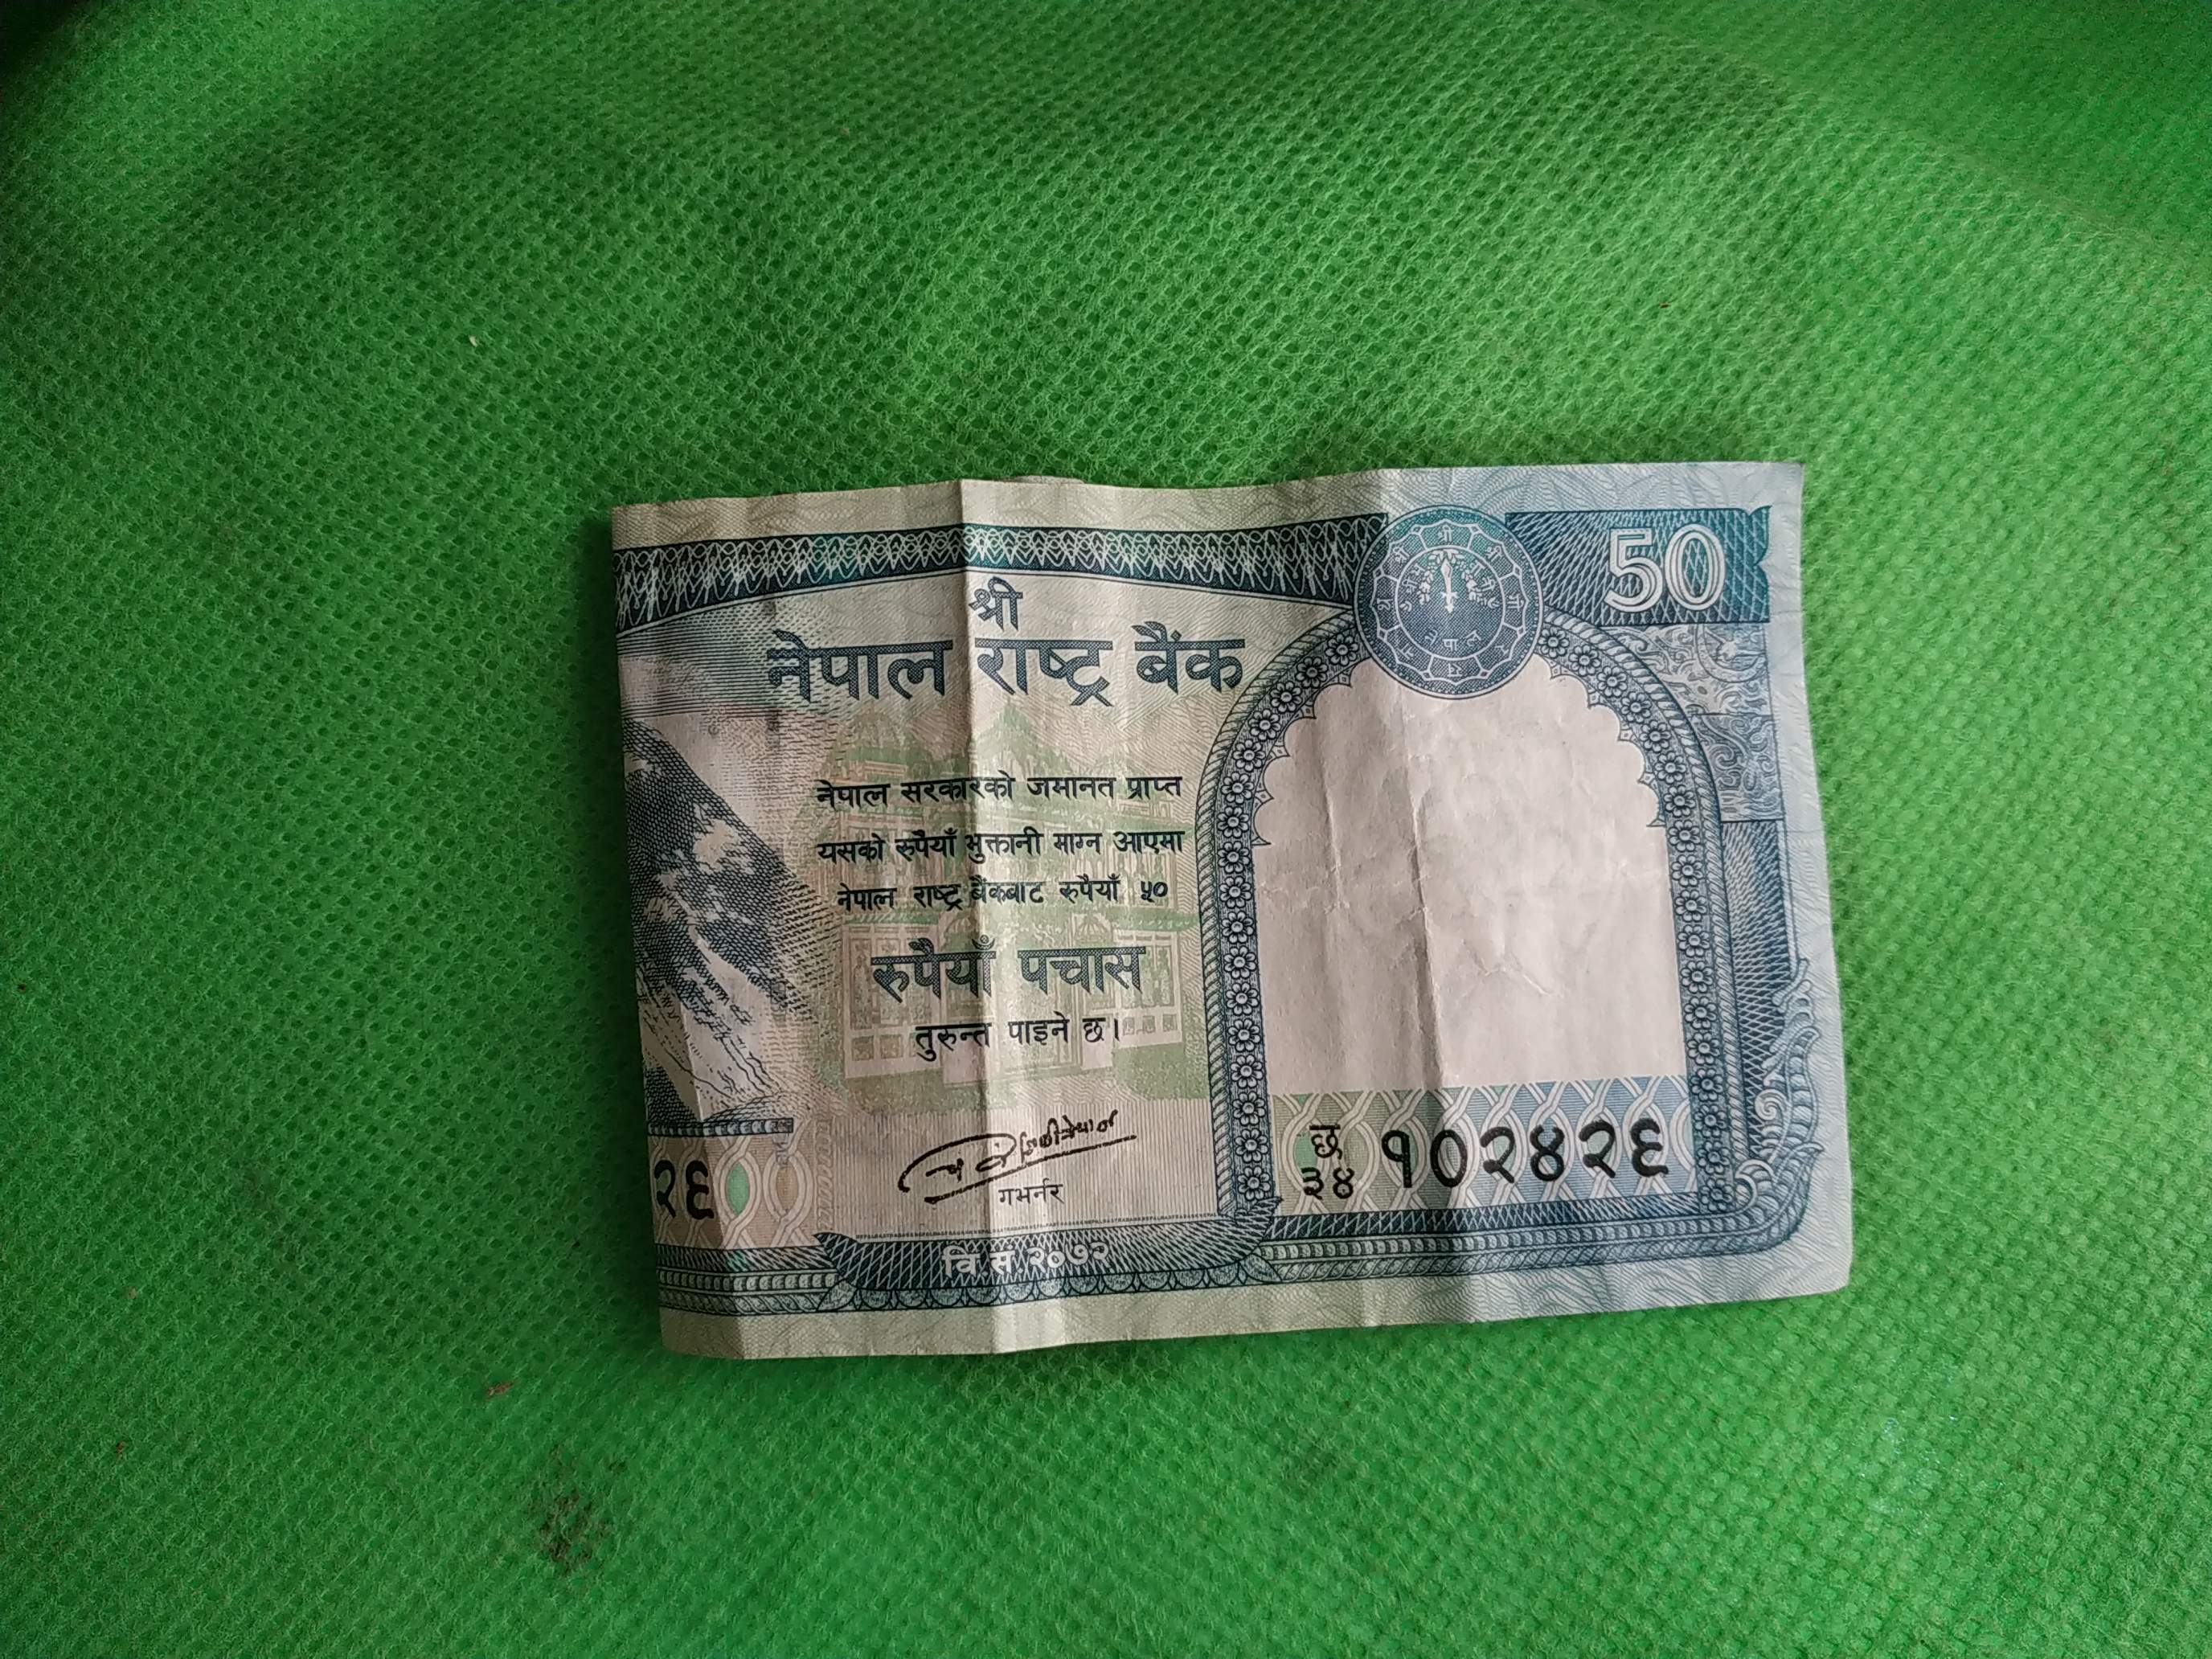 50
श्री
नेपाल राष्ट्र बैंक
नेपाल
नेपाल सरकारको जमानत प्राप्त
यसको रुपैयाँ भुक्तानी माग्न आएमा
नेपाल राष्ट्र बैंकबाट रुपैयाँ ५०
रुपैयाँ पचास
तुरुन्त पाइने छ।
गभर्नर
२६
छ
३४ १०२४२६
वि सं २०७२